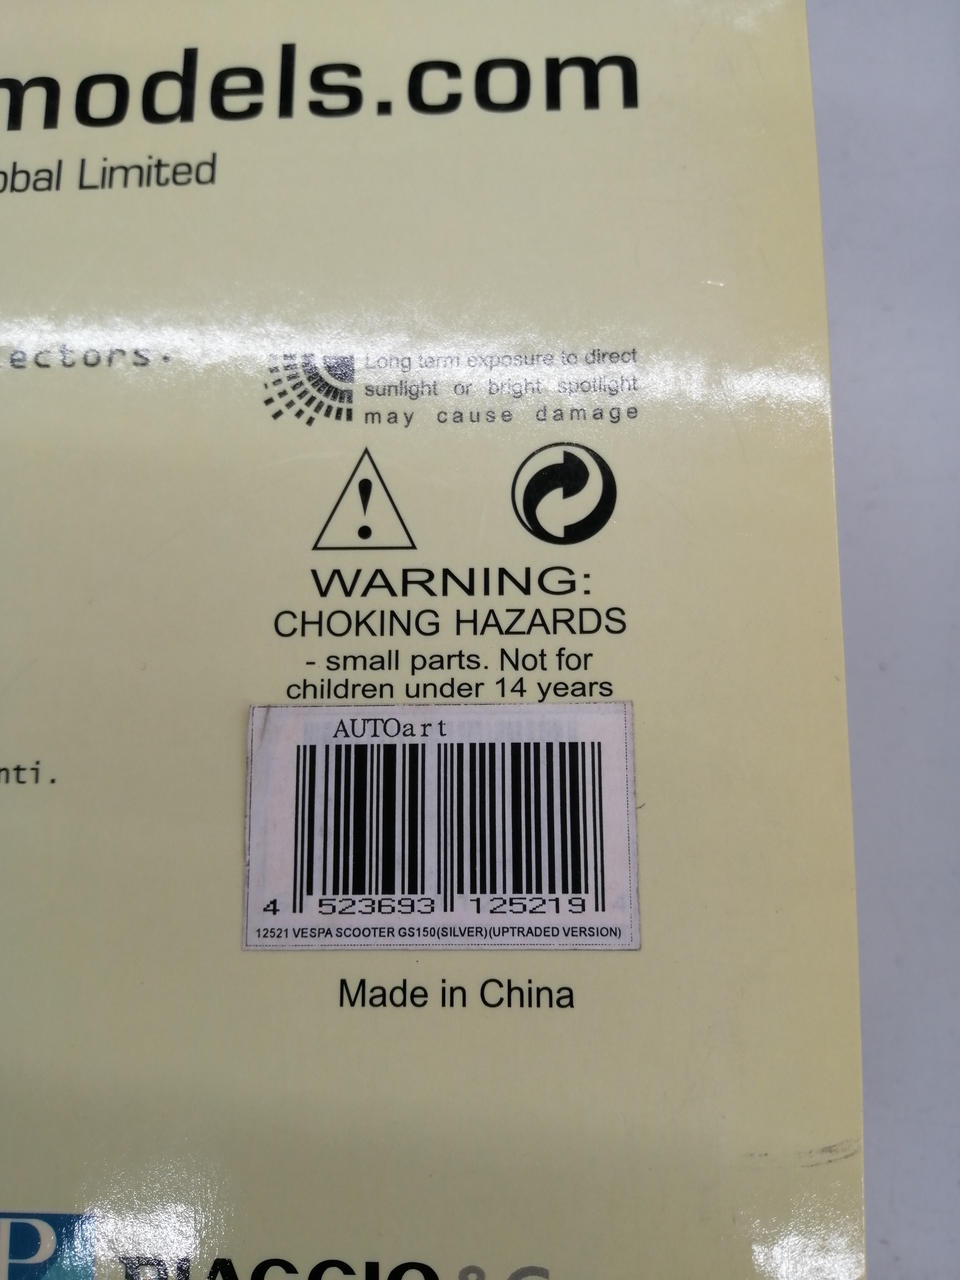 models.com
obal Limited
lectors.
Long term exposure to direct
sunlight or bright spotlight
may cause damage
WARNING:
CHOKING HAZARDS
- small parts. Not for
children under 14 years
AUTOart
4 523693 125219
12521 VESPA SCOOTER GS150(SILVER)(UPTRADED VERSION)
nti.
Made in China
P
PIAGGIO & C